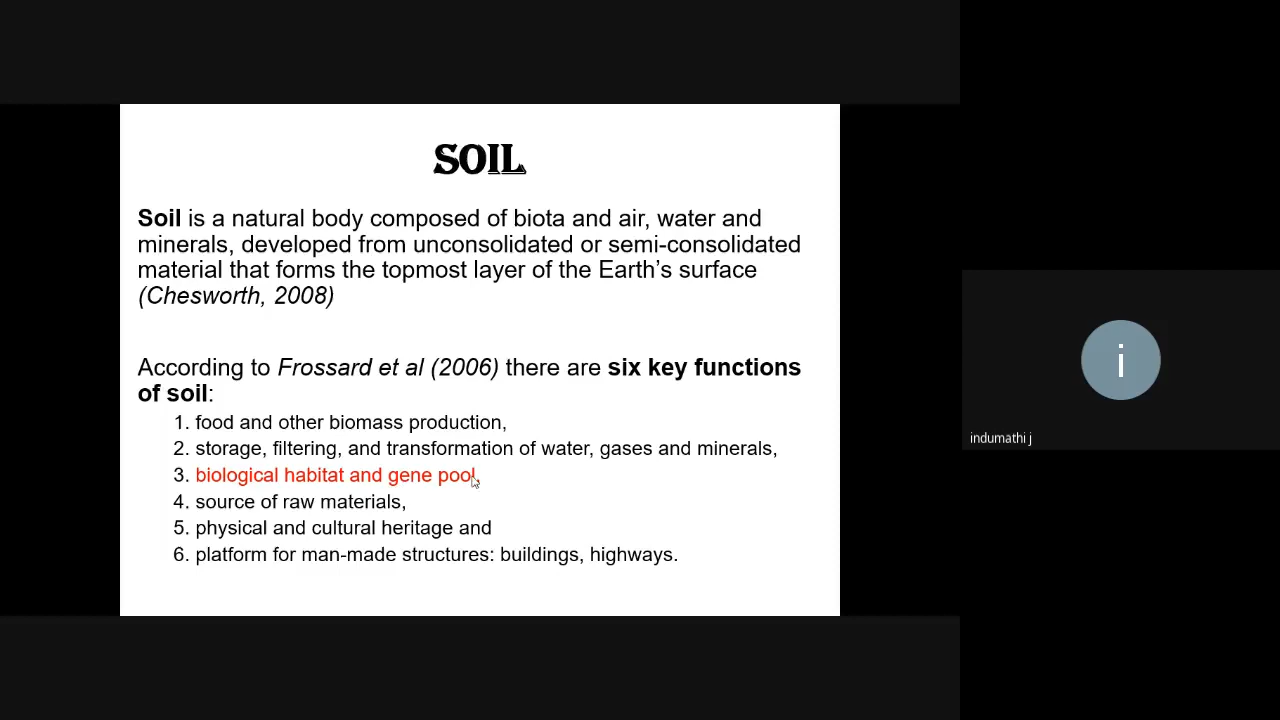 SOIL
Soil is a natural body composed of biota and air, water and
minerals, developed from unconsolidated or semi-consolidated
material that forms the topmost layer of the Earth’s surface
(Chesworth, 2008)
According to Frossard et al (2006) there are six key functions
of soil:
1. food and other biomass production,
2. storage, filtering, and transformation of water, gases and minerals,
3. biological habitat and gene pool,
4. source of raw materials,
5. physical and cultural heritage and
6. platform for man-made structures: buildings, highways.
i
indumathi j